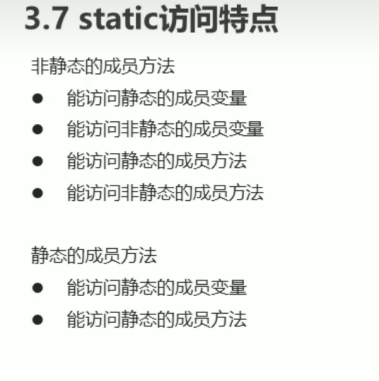 3.7 static访问特点
非静态的成员方法
● 能访问静态的成员变量
● 能访问非静态的成员变量
● 能访问静态的成员方法
● 能访问非静态的成员方法
静态的成员方法
● 能访问静态的成员变量
● 能访问静态的成员方法